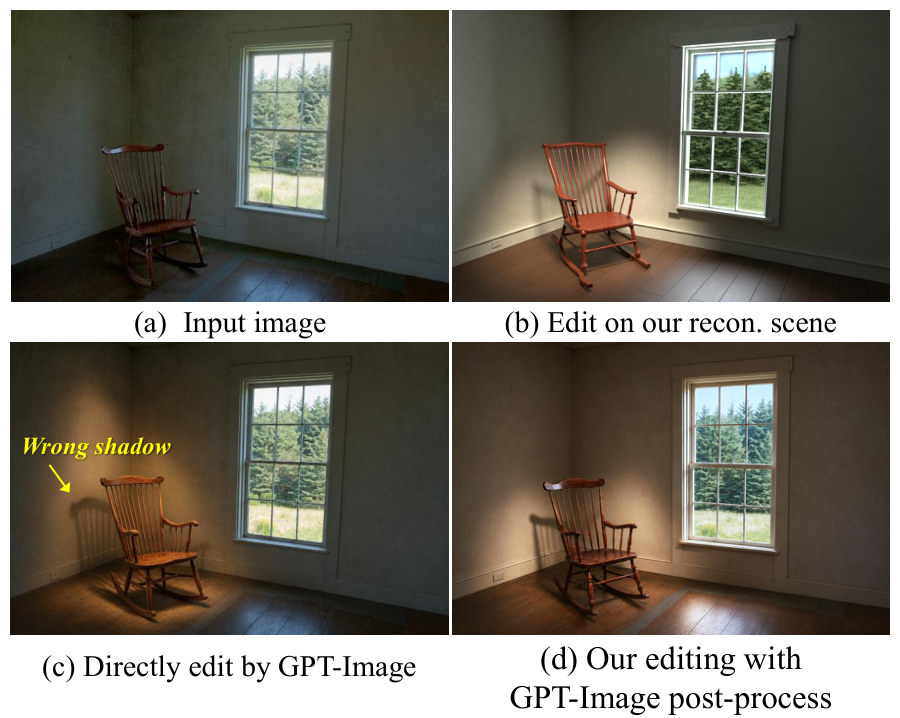 (a) Input image
(b) Edit on our recon. scene
Wrong shadow
(c) Directly edit by GPT-Image
(d) Our editing with
GPT-Image post-process